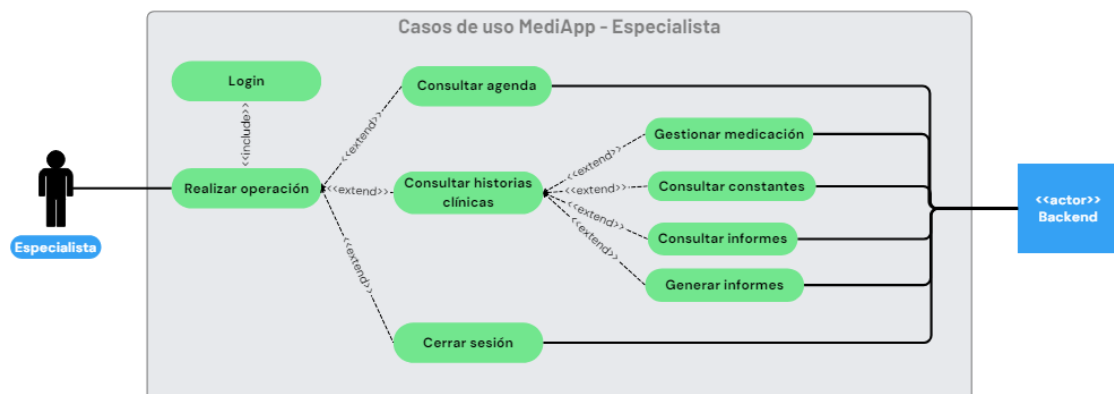 Casos de uso MediApp - Especialista
Login
<<include>>
Realizar operación
Especialista
<<extend>>
<<extend>>
<<extend>>
Consultar agenda
Consultar historias
clínicas
Cerrar sesión
<<extend>>
<<extend>>
<<extend>>
<<extend>>
Gestionar medicación
Consultar constantes
Consultar informes
Generar informes
<<actor>>
Backend